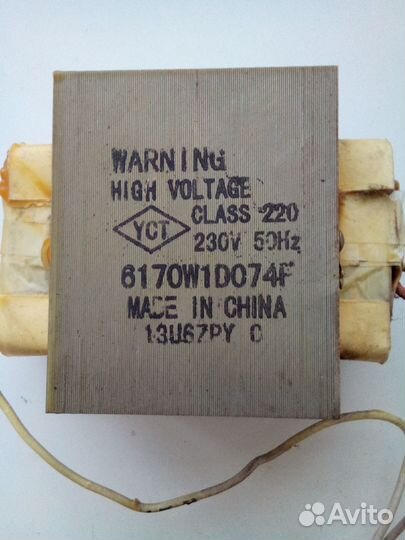 WARNING
HIGH VOLTAGE
CLASS 220
YCT
230V 50Hz
6170W1D074F
MADE IN CHINA
13U67PY C
Avito